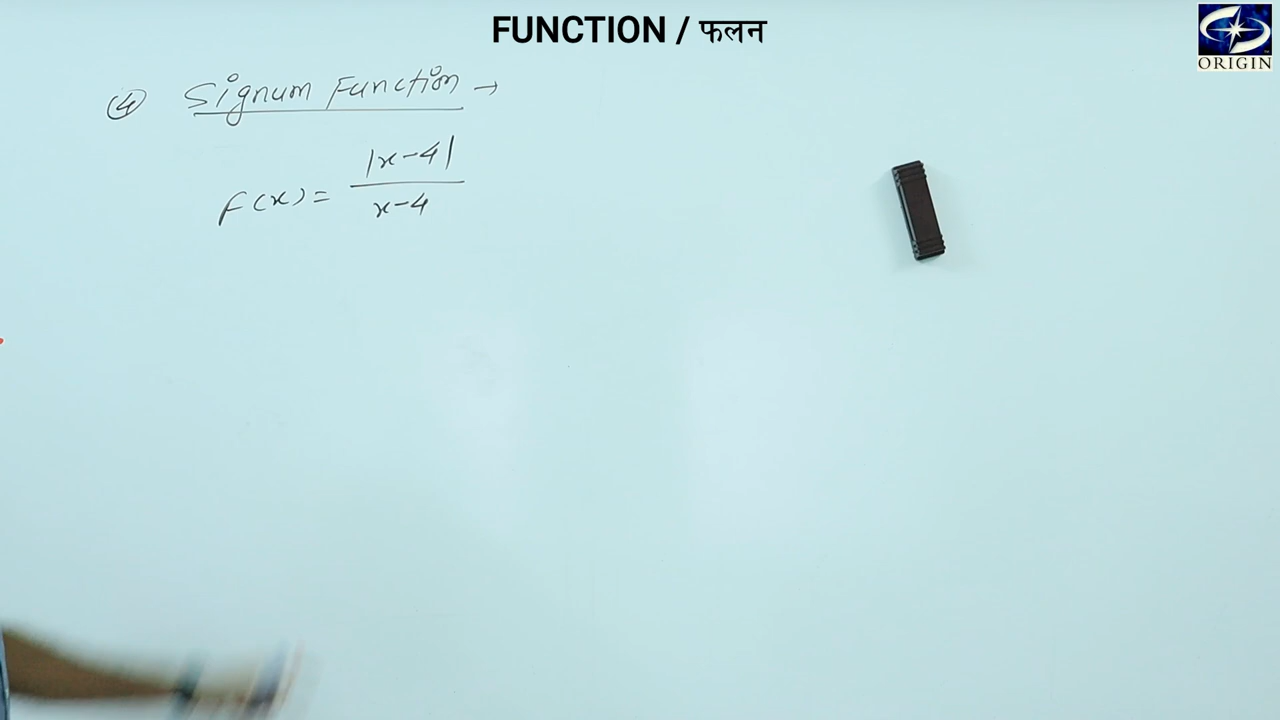 FUNCTION / फलन
ORIGIN
④ Signum Function →
F(x) = |x-4| / x-4